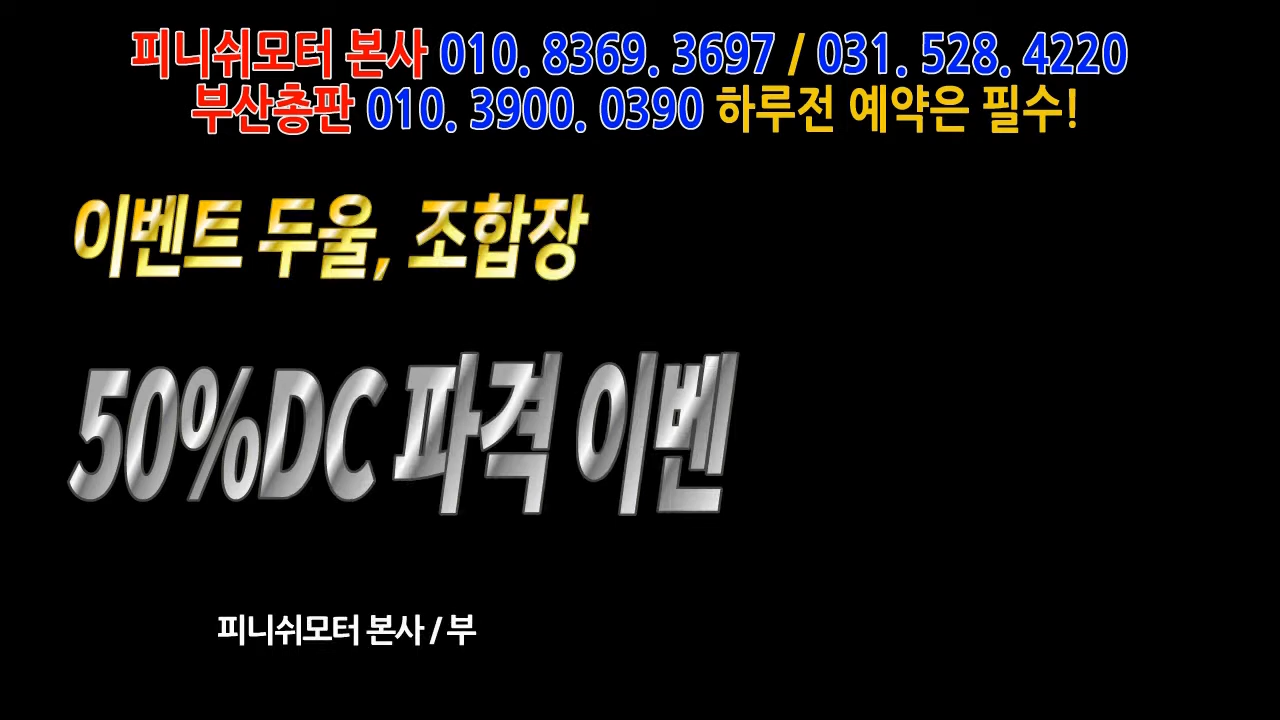 피니쉬모터 본사 010. 8369. 3697 / 031. 528. 4220
부산총판 010. 3900. 0390 하루전 예약은 필수!
이벤트 두울, 조합장
50%DC 파격 이벤
피니쉬모터 본사 / 부